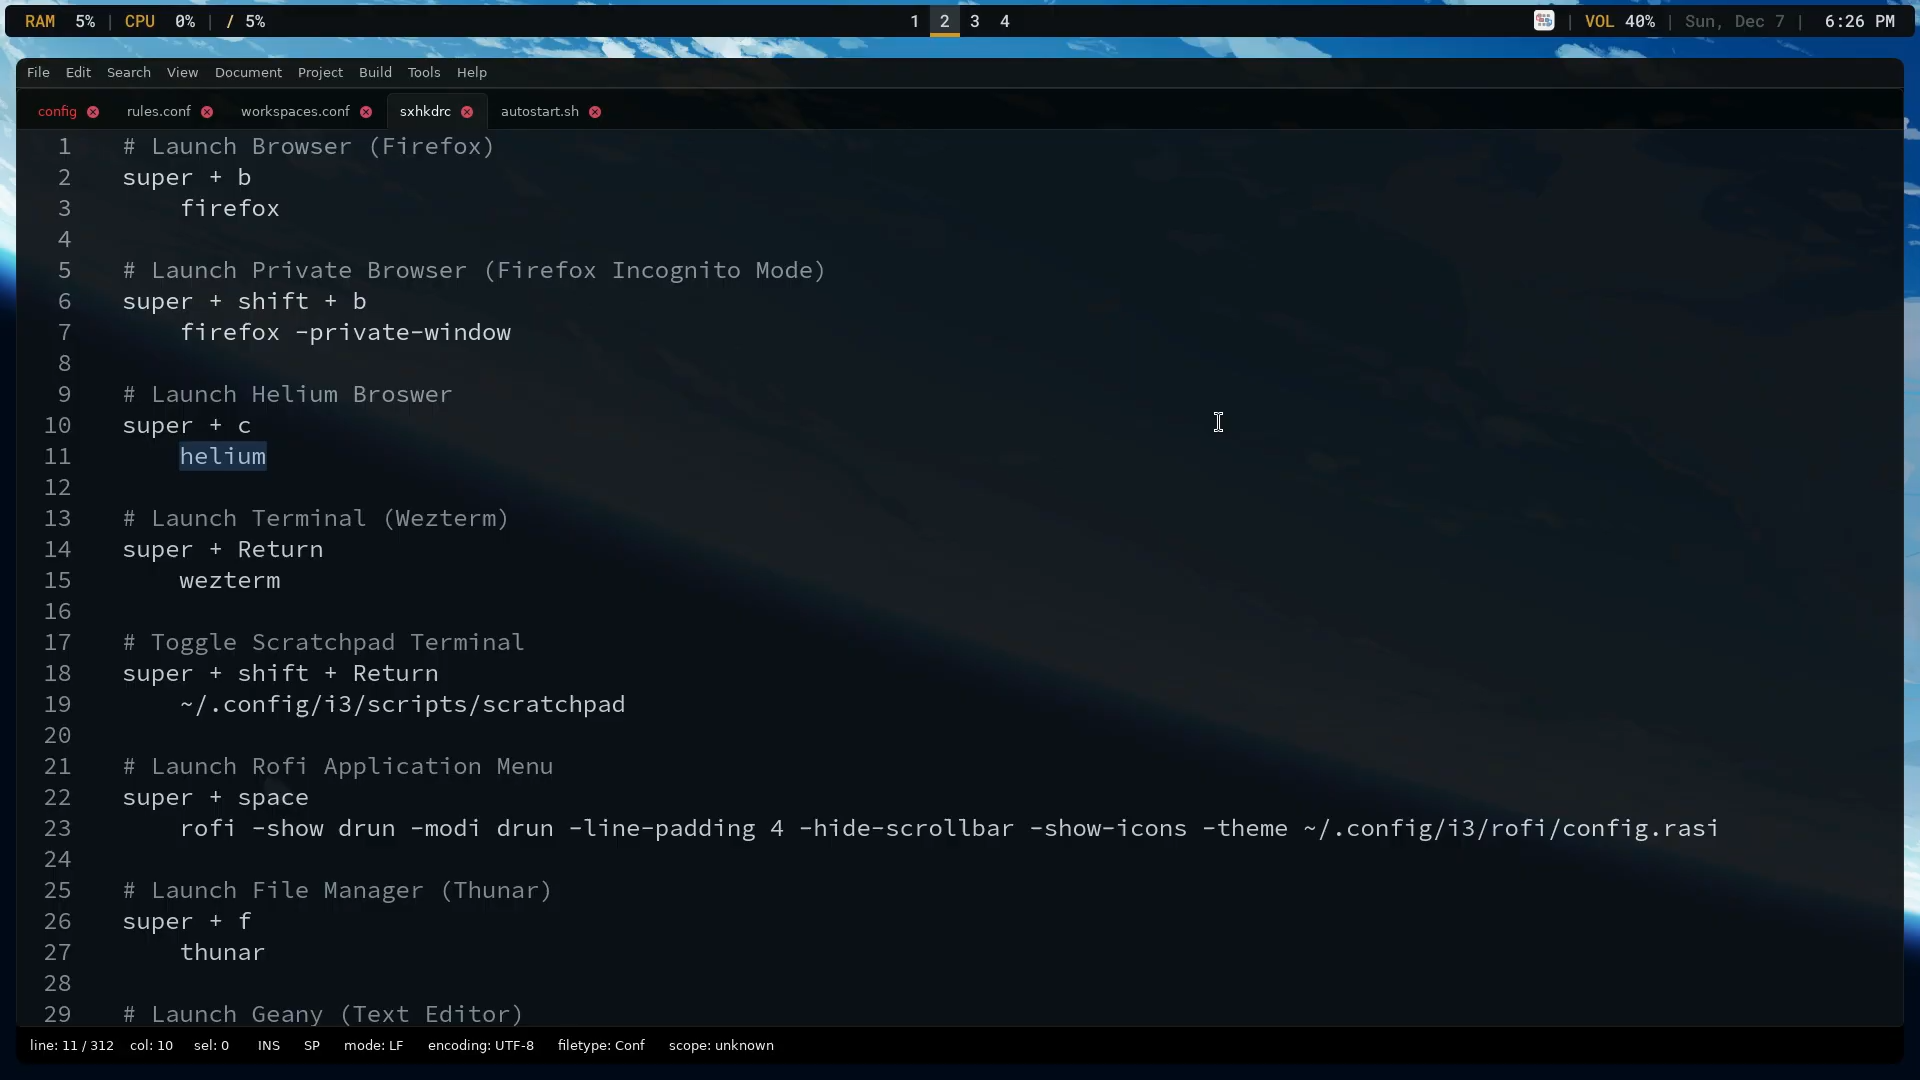 RAM 5% | CPU 0% | / 5% 1 2 3 4 | VOL 40% | Sun, Dec 7 | 6:26 PM
File Edit Search View Document Project Build Tools Help
config rules.conf workspaces.conf sxhkdrc autostart.sh
1 # Launch Browser (Firefox)
2 super + b
3 firefox
4
5 # Launch Private Browser (Firefox Incognito Mode)
6 super + shift + b
7 firefox -private-window
8
9 # Launch Helium Broswer
10 super + c
11 helium
12
13 # Launch Terminal (Wezterm)
14 super + Return
15 wezterm
16
17 # Toggle Scratchpad Terminal
18 super + shift + Return
19 ~/.config/i3/scripts/scratchpad
20
21 # Launch Rofi Application Menu
22 super + space
23 rofi -show drun -modi drun -line-padding 4 -hide-scrollbar -show-icons -theme ~/.config/i3/rofi/config.rasi
24
25 # Launch File Manager (Thunar)
26 super + f
27 thunar
28
29 # Launch Geany (Text Editor)
line: 11 / 312 col: 10 sel: 0 INS SP mode: LF encoding: UTF-8 filetype: Conf scope: unknown